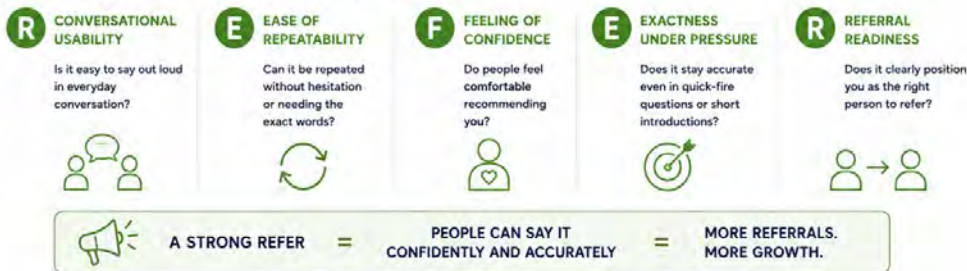 R CONVERSATIONAL
USABILITY
Is it easy to say out loud
in everyday
conversation?
E EASE OF
REPEATABILITY
Can it be repeated
without hesitation
or needing the
exact words?
F FEELING OF
CONFIDENCE
Do people feel
comfortable
recommending
you?
E EXACTNESS
UNDER PRESSURE
Does it stay accurate
even in quick-fire
questions or short
introductions?
R REFERRAL
READINESS
Does it clearly position
you as the right
person to refer?
A STRONG REFER = PEOPLE CAN SAY IT
CONFIDENTLY AND ACCURATELY = MORE REFERRALS.
MORE GROWTH.